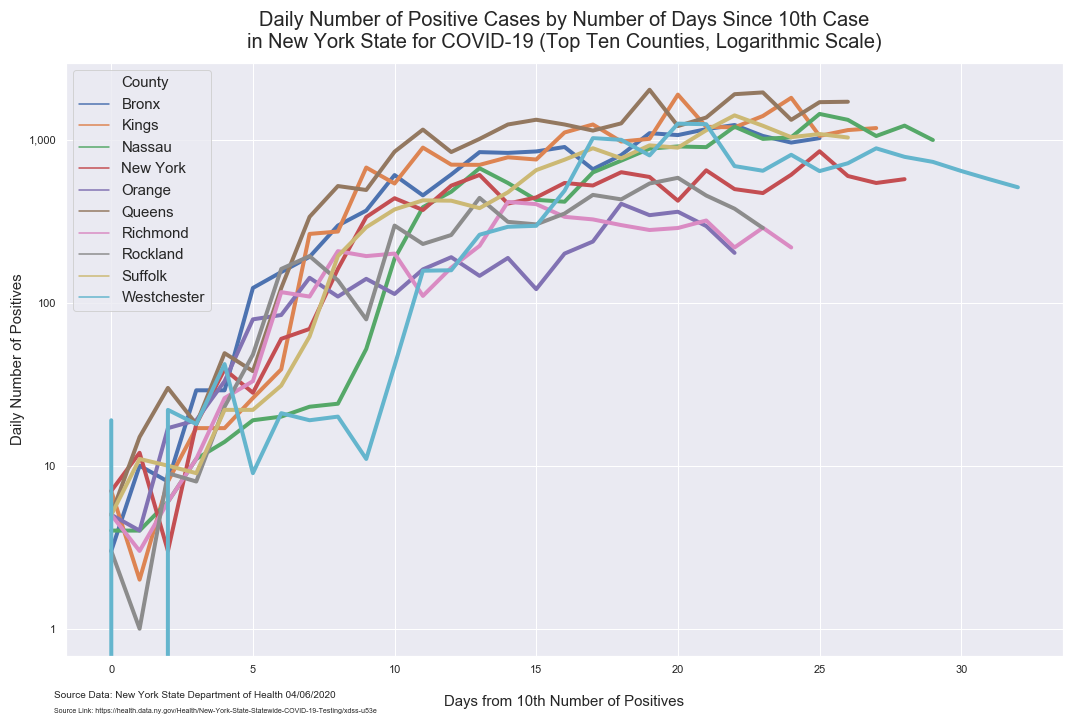 Daily Number of Positive Cases by Number of Days Since 10th Case
in New York State for COVID-19 (Top Ten Counties, Logarithmic Scale)
County
Bronx
Kings
Nassau
New York
Orange
Queens
Richmond
Rockland
Suffolk
Westchester
1,000
100
10
1
Daily Number of Positives
0 5 10 15 20 25 30
Days from 10th Number of Positives
Source Data: New York State Department of Health 04/06/2020
Source Link: https://health.data.ny.gov/Health/New-York-State-Statewide-COVID-19-Testing/xdss-u53e